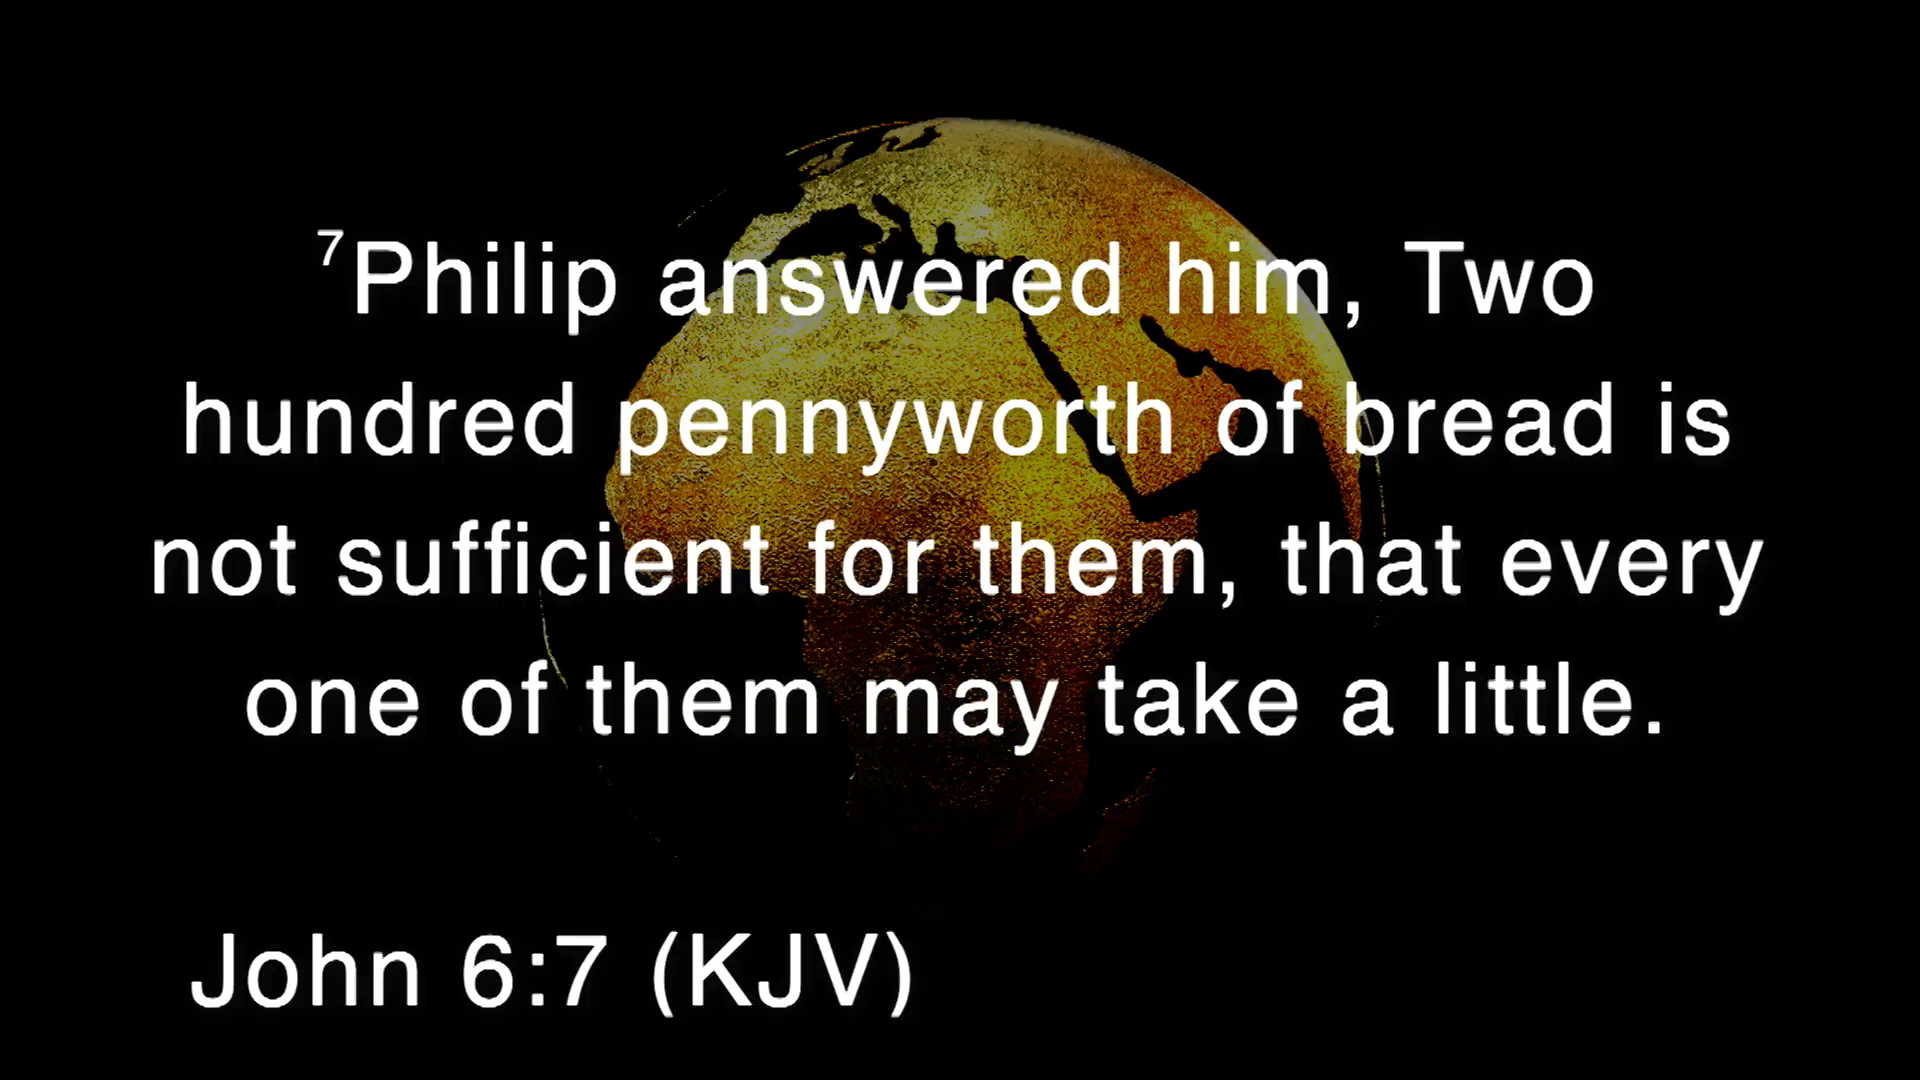 ⁷Philip answered him, Two
hundred pennyworth of bread is
not sufficient for them, that every
one of them may take a little.
John 6:7 (KJV)